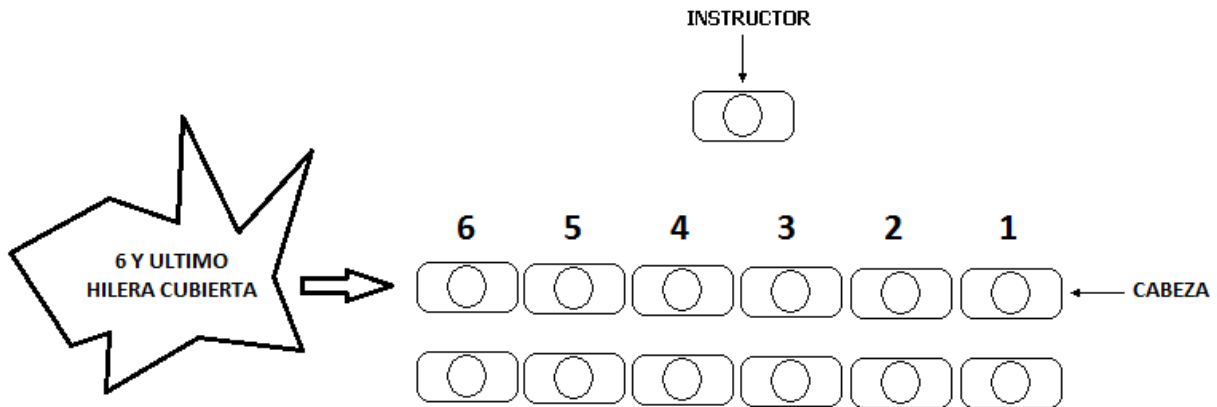 INSTRUCTOR
6 5 4 3 2 1
6 Y ULTIMO
HILERA CUBIERTA
CABEZA